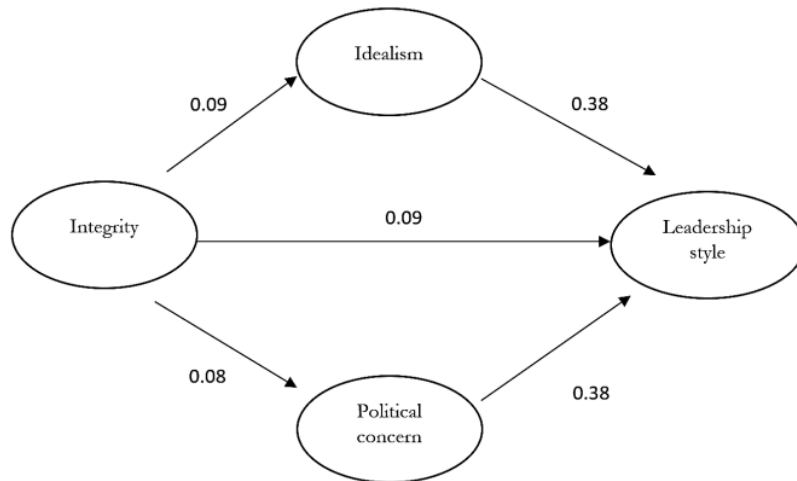 Idealism
0.09
0.38
Integrity
0.09
Leadership
style
0.08
0.38
Political
concern